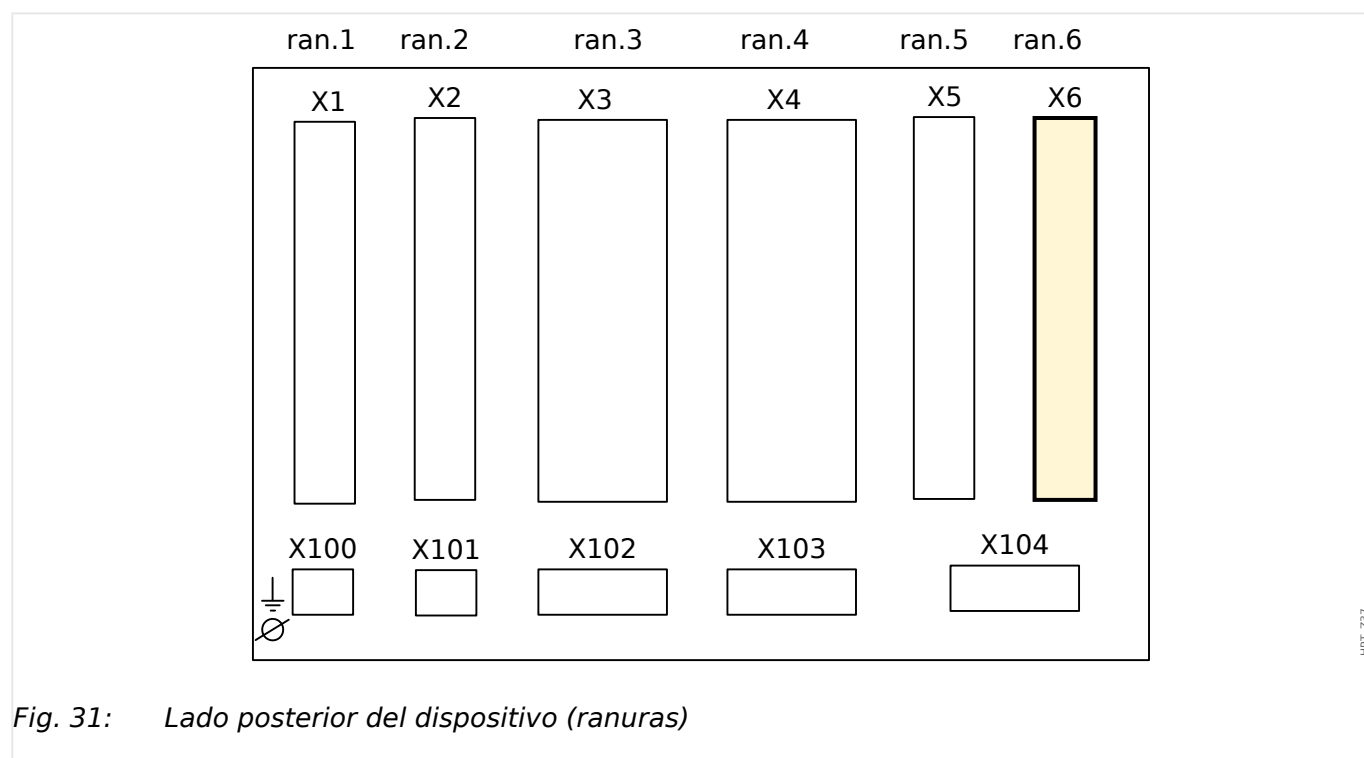 ran.1 ran.2 ran.3 ran.4 ran.5 ran.6
X1 X2 X3 X4 X5 X6
X100 X101 X102 X103 X104
Fig. 31: Lado posterior del dispositivo (ranuras)